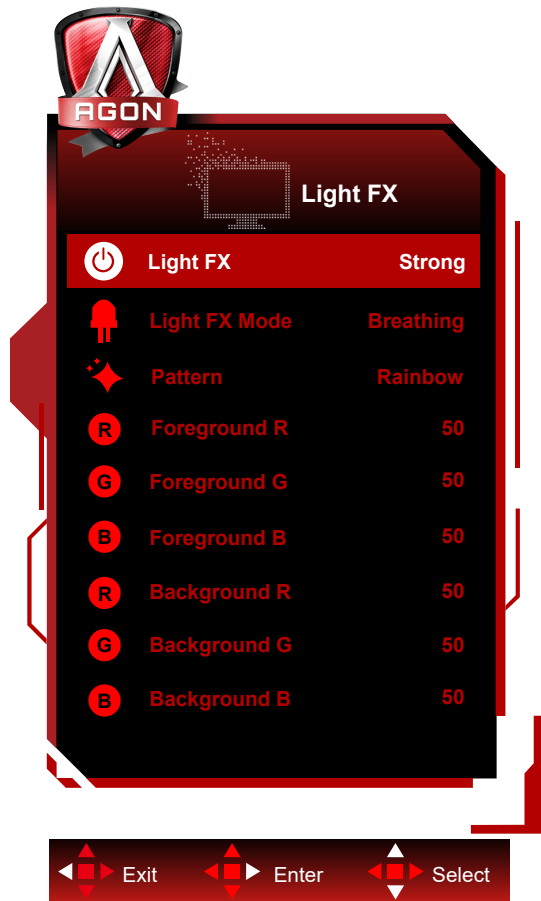 AGON
Light FX
Light FX Strong
Light FX Mode Breathing
Pattern Rainbow
R Foreground R 50
G Foreground G 50
B Foreground B 50
R Background R 50
G Background G 50
B Background B 50
Exit Enter Select